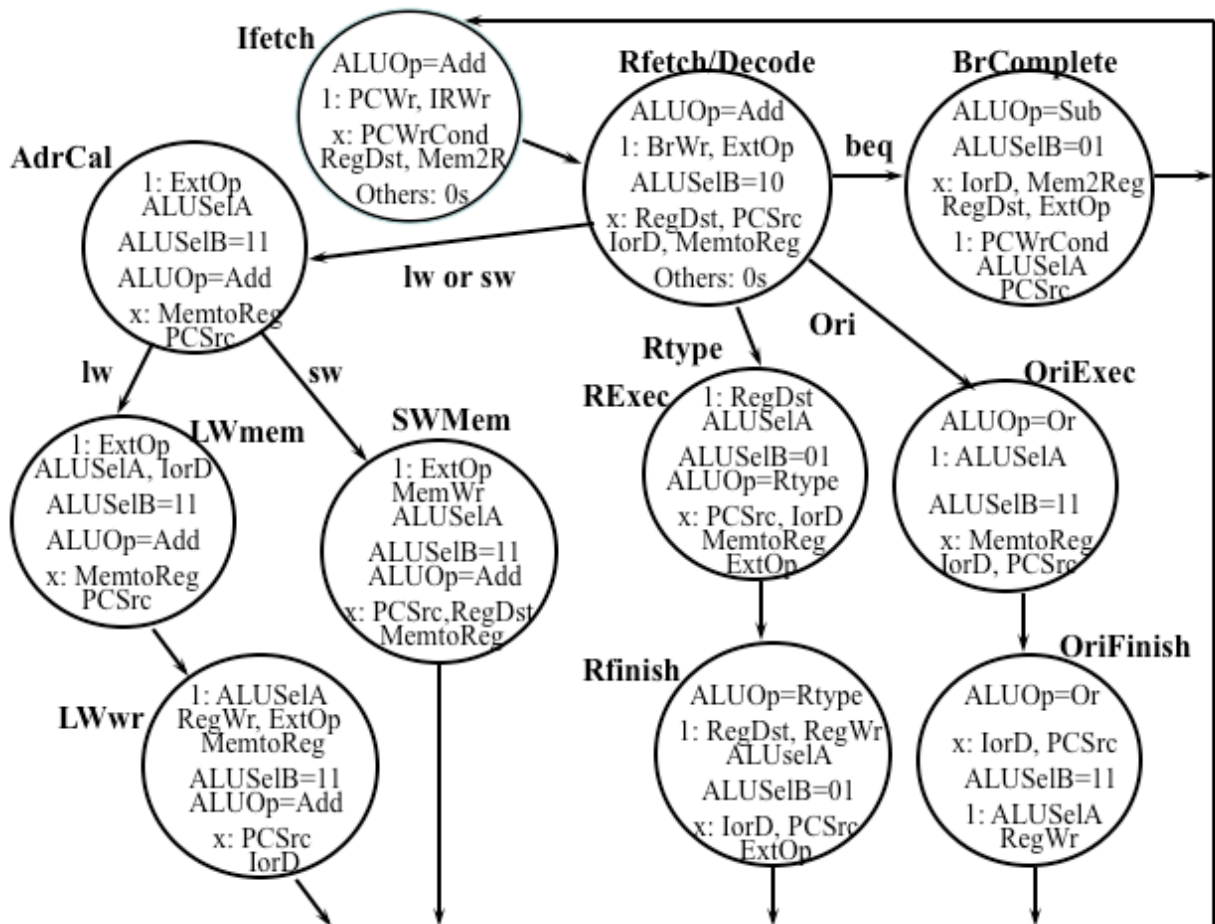 Ifetch
ALUOp=Add
1: PCWr, IRWr
x: PCWrCond
RegDst, Mem2R
Others: 0s
Rfetch/Decode
ALUOp=Add
1: BrWr, ExtOp
ALUSelB=10
x: RegDst, PCSrc
IorD, MemtoReg
Others: 0s
beq
BrComplete
ALUOp=Sub
ALUSelB=01
x: IorD, Mem2Reg
RegDst, ExtOp
1: PCWrCond
ALUSelA
PCSrc
AdrCal
1: ExtOp
ALUSelA
ALUSelB=11
ALUOp=Add
x: MemtoReg
PCSrc
lw or sw
lw
sw
Rtype
Ori
LWmem
1: ExtOp
ALUSelA, IorD
ALUSelB=11
ALUOp=Add
x: MemtoReg
PCSrc
SWMem
1: ExtOp
MemWr
ALUSelA
ALUSelB=11
ALUOp=Add
x: PCSrc,RegDst
MemtoReg
RExec
1: RegDst
ALUSelA
ALUSelB=01
ALUOp=Rtype
x: PCSrc, IorD
MemtoReg
ExtOp
OriExec
ALUOp=Or
1: ALUSelA
ALUSelB=11
x: MemtoReg
IorD, PCSrc
LWwr
1: ALUSelA
RegWr, ExtOp
MemtoReg
ALUSelB=11
ALUOp=Add
x: PCSrc
IorD
Rfinish
ALUOp=Rtype
1: RegDst, RegWr
ALUselA
ALUSelB=01
x: IorD, PCSrc
ExtOp
OriFinish
ALUOp=Or
x: IorD, PCSrc
ALUSelB=11
1: ALUSelA
RegWr